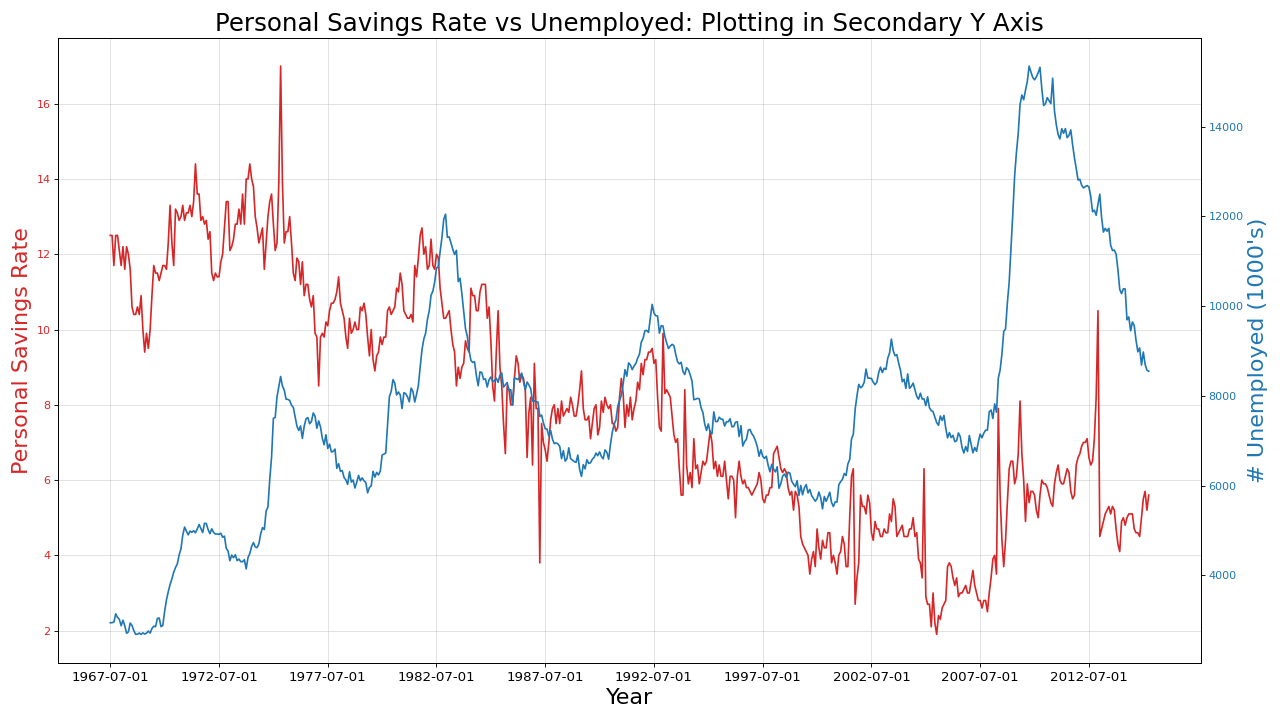 Personal Savings Rate vs Unemployed: Plotting in Secondary Y Axis
Personal Savings Rate
16
14
12
10
8
6
4
2
14000
12000
10000
8000
6000
4000
# Unemployed (1000's)
1967-07-01 1972-07-01 1977-07-01 1982-07-01 1987-07-01 1992-07-01 1997-07-01 2002-07-01 2007-07-01 2012-07-01
Year